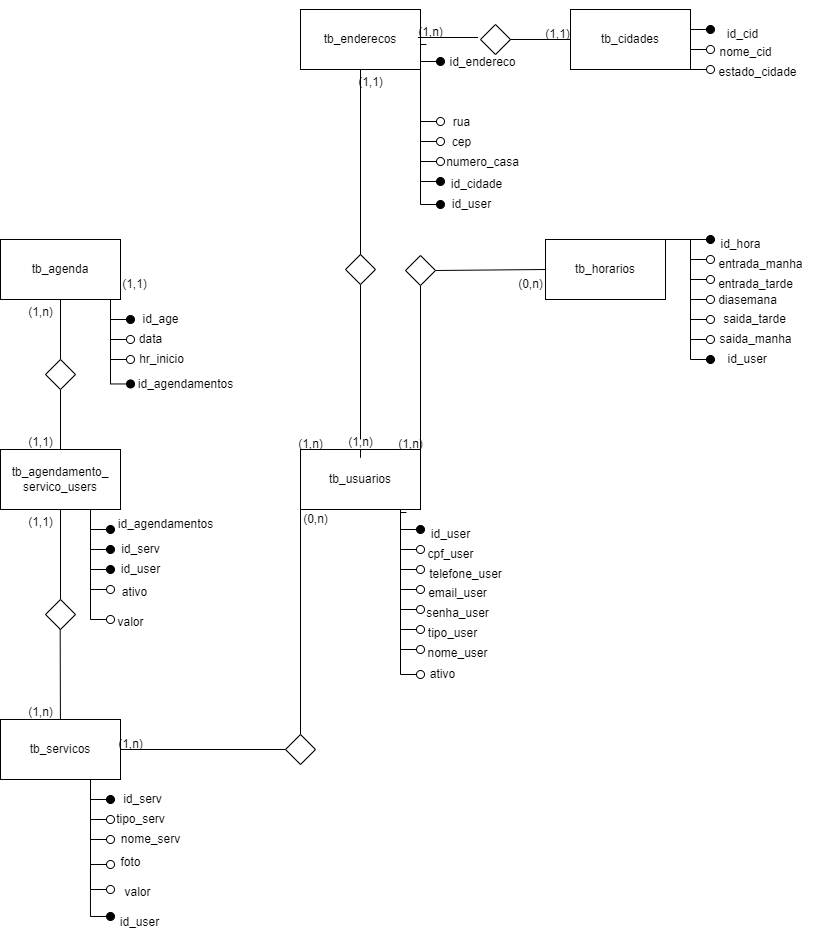 tb_enderecos
(1,n)
(1,1)
tb_cidades
id_cid
nome_cid
estado_cidade
id_endereco
(1,1)
rua
cep
numero_casa
id_cidade
id_user
tb_agenda
(1,1)
(1,n)
id_age
data
hr_inicio
id_agendamentos
tb_horarios
(0,n)
id_hora
entrada_manha
entrada_tarde
diasemana
saida_tarde
saida_manha
id_user
(1,1)
tb_agendamento_
servico_users
(1,1)
id_agendamentos
id_serv
id_user
ativo
valor
(1,n)
(1,n)
(1,n)
tb_usuarios
(0,n)
id_user
cpf_user
telefone_user
email_user
senha_user
tipo_user
nome_user
ativo
(1,n)
tb_servicos
(1,n)
id_serv
tipo_serv
nome_serv
foto
valor
id_user